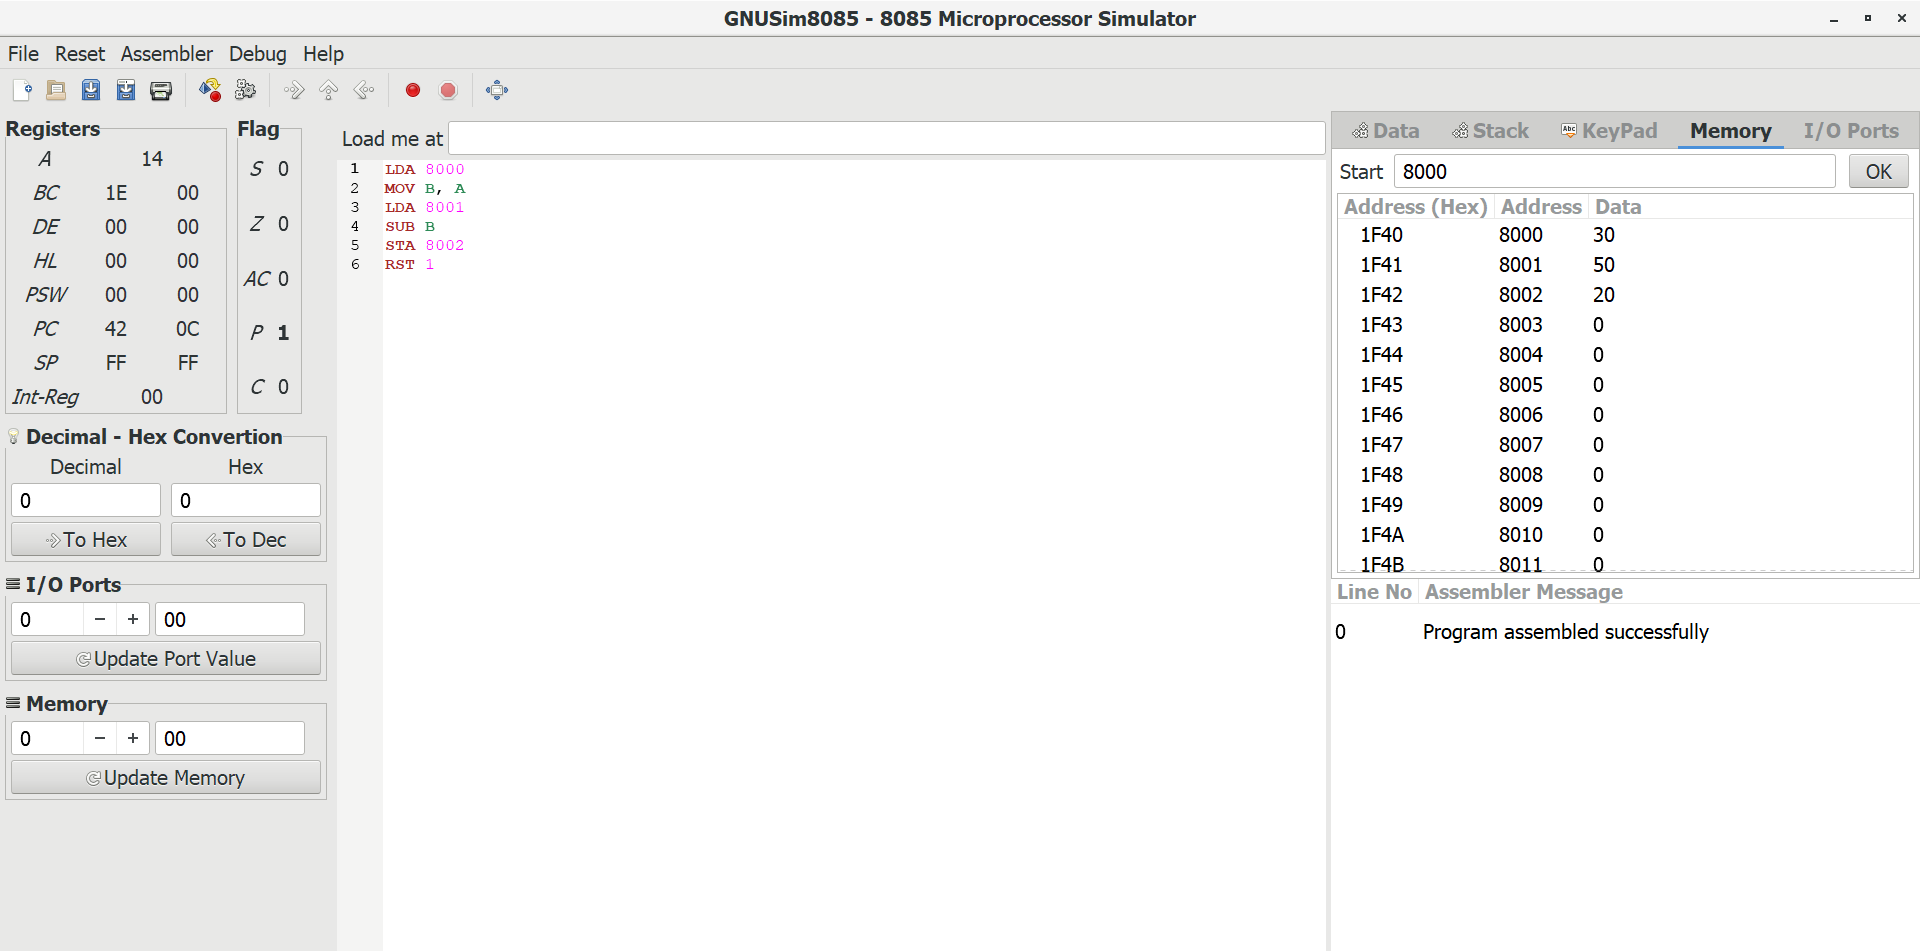 GNUSim8085 - 8085 Microprocessor Simulator
File Reset Assembler Debug Help
Registers
A 14
BC 1E 00
DE 00 00
HL 00 00
PSW 00 00
PC 42 0C
SP FF FF
Int-Reg 00
Flag
S 0
Z 0
AC 0
P 1
C 0
Decimal - Hex Convertion
Decimal Hex
0 0
To Hex To Dec
I/O Ports
0 − + 00
Update Port Value
Memory
0 − + 00
Update Memory
Load me at
1 LDA 8000
2 MOV B, A
3 LDA 8001
4 SUB B
5 STA 8002
6 RST 1
Data Stack Abc KeyPad Memory I/O Ports
Start 8000 OK
Address (Hex) Address Data
1F40 8000 30
1F41 8001 50
1F42 8002 20
1F43 8003 0
1F44 8004 0
1F45 8005 0
1F46 8006 0
1F47 8007 0
1F48 8008 0
1F49 8009 0
1F4A 8010 0
1F4B 8011 0
Line No Assembler Message
0 Program assembled successfully